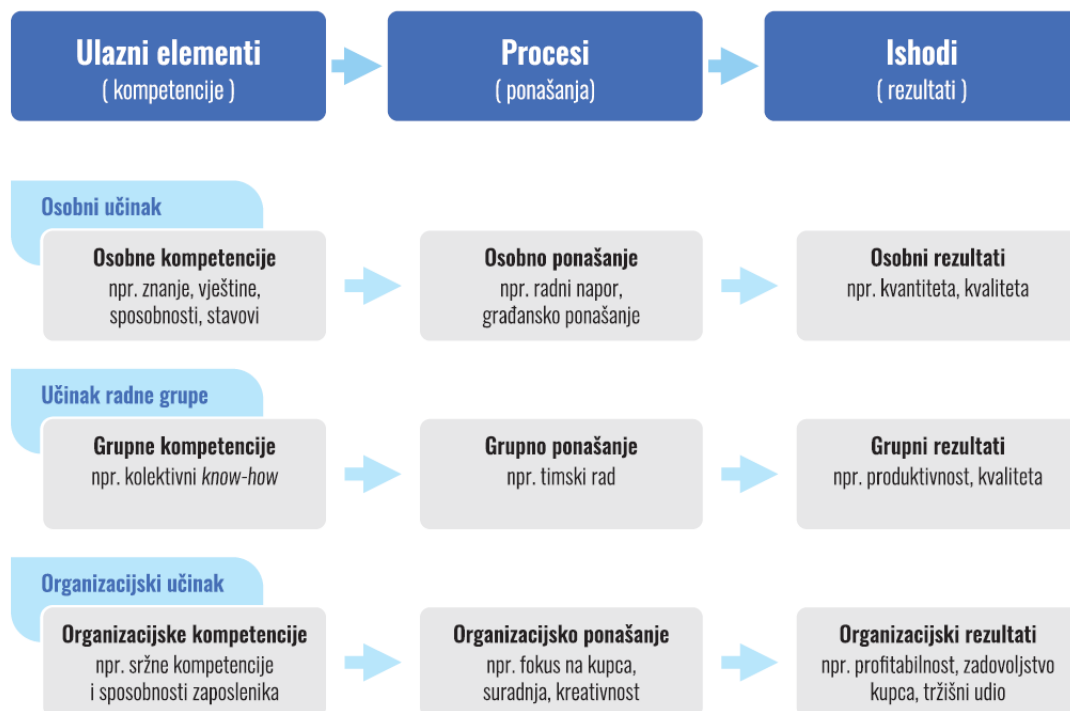 Ulazni elementi
( kompetencije )
Procesi
( ponašanja)
Ishodi
( rezultati )
Osobni učinak
Osobne kompetencije
npr. znanje, vještine,
sposobnosti, stavovi
Osobno ponašanje
npr. radni napor,
građansko ponašanje
Osobni rezultati
npr. kvantiteta, kvaliteta
Učinak radne grupe
Grupne kompetencije
npr. kolektivni know-how
Grupno ponašanje
npr. timski rad
Grupni rezultati
npr. produktivnost, kvaliteta
Organizacijski učinak
Organizacijske kompetencije
npr. sržne kompetencije
i sposobnosti zaposlenika
Organizacijsko ponašanje
npr. fokus na kupca,
suradnja, kreativnost
Organizacijski rezultati
npr. profitabilnost, zadovoljstvo
kupca, tržišni udio